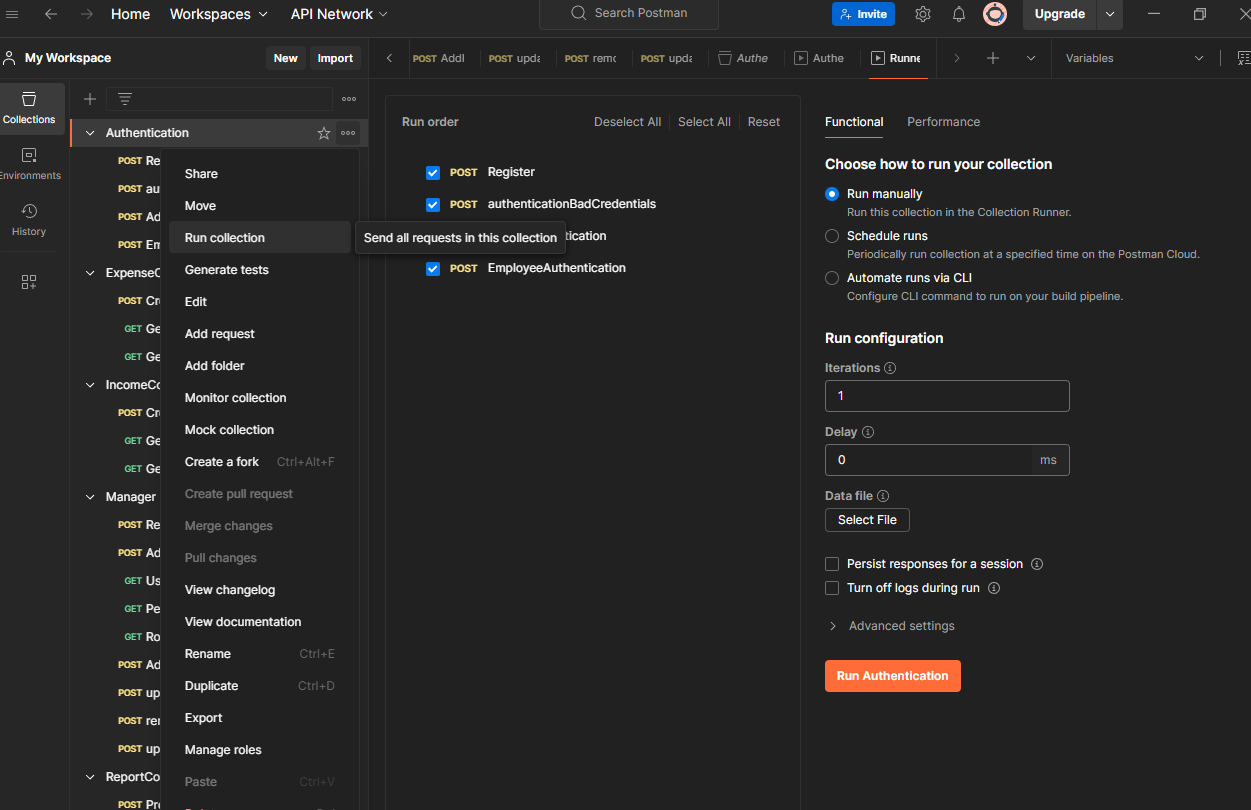 Home Workspaces API Network Search Postman Invite Upgrade
My Workspace New Import
POST Addl POST upda POST remo POST upda Authe Authe Runne Variables
Collections
Environments
History
Authentication
POST Re
POST au
POST Ad
POST Em
ExpenseC
POST Cr
GET Ge
GET Ge
IncomeCo
POST Cr
GET Ge
GET Ge
Manager
POST Re
POST Ad
GET Us
GET Pe
GET Ro
POST Ad
POST up
POST rer
POST up
ReportCo
POST Pr
Share
Move
Run collection
Generate tests
Edit
Add request
Add folder
Monitor collection
Mock collection
Create a fork Ctrl+Alt+F
Create pull request
Merge changes
Pull changes
View changelog
View documentation
Rename Ctrl+E
Duplicate Ctrl+D
Export
Manage roles
Paste Ctrl+V
Send all requests in this collection
Run order Deselect All Select All Reset
POST Register
POST authenticationBadCredentials
tication
POST EmployeeAuthentication
Functional Performance
Choose how to run your collection
Run manually
Run this collection in the Collection Runner.
Schedule runs
Periodically run collection at a specified time on the Postman Cloud.
Automate runs via CLI
Configure CLI command to run on your build pipeline.
Run configuration
Iterations
1
Delay
0 ms
Data file
Select File
Persist responses for a session
Turn off logs during run
Advanced settings
Run Authentication